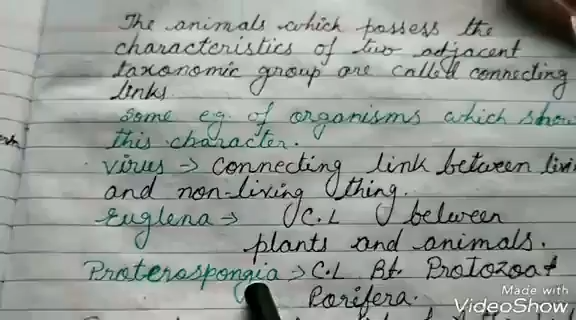 The animals which possess the
characteristics of two adjacent
taxonomic group are called connecting
links.
Some e.g. of organisms which show
this character.
virus → connecting link between livi
and non-living thing.
Euglena → C.L between
plants and animals.
Proterospongia → C.L Bt. Protozoa +
Porifera.
Made with
VideoShow